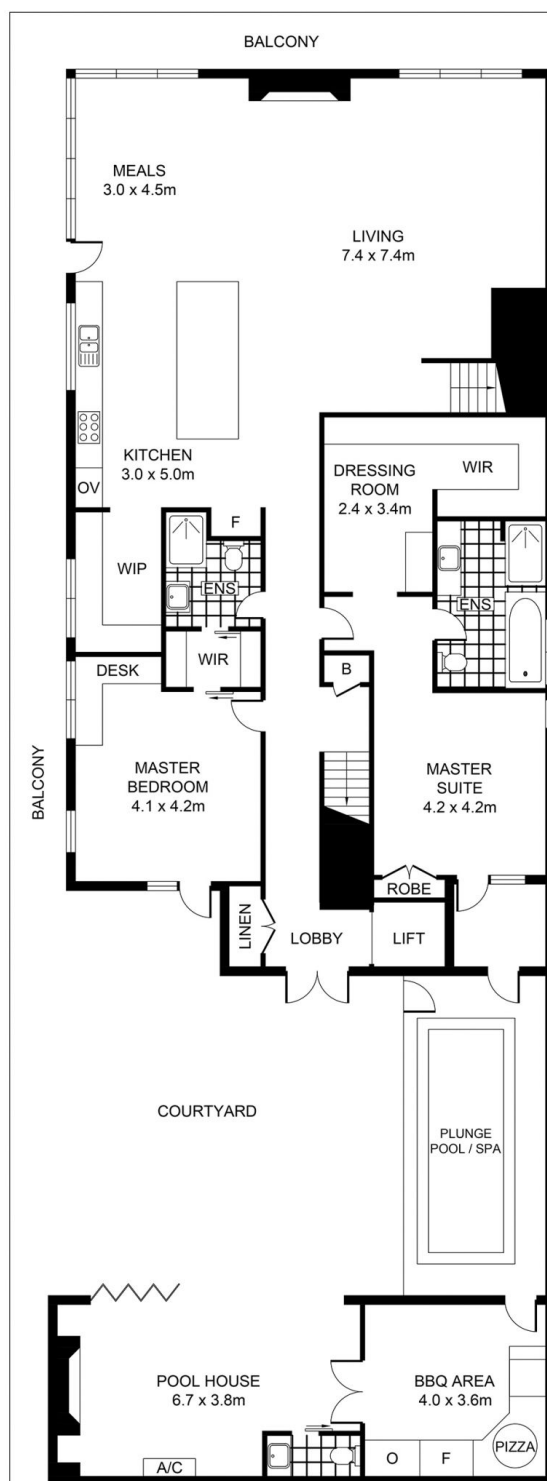 BALCONY
MEALS
3.0 x 4.5m
LIVING
7.4 x 7.4m
KITCHEN
3.0 x 5.0m
OV
F
WIP
ENS
WIR
DRESSING
ROOM
2.4 x 3.4m
WIR
ENS
B
DESK
MASTER
BEDROOM
4.1 x 4.2m
MASTER
SUITE
4.2 x 4.2m
BALCONY
ROBE
LINEN
LOBBY
LIFT
COURTYARD
PLUNGE
POOL / SPA
POOL HOUSE
6.7 x 3.8m
A/C
BBQ AREA
4.0 x 3.6m
O
F
PIZZA